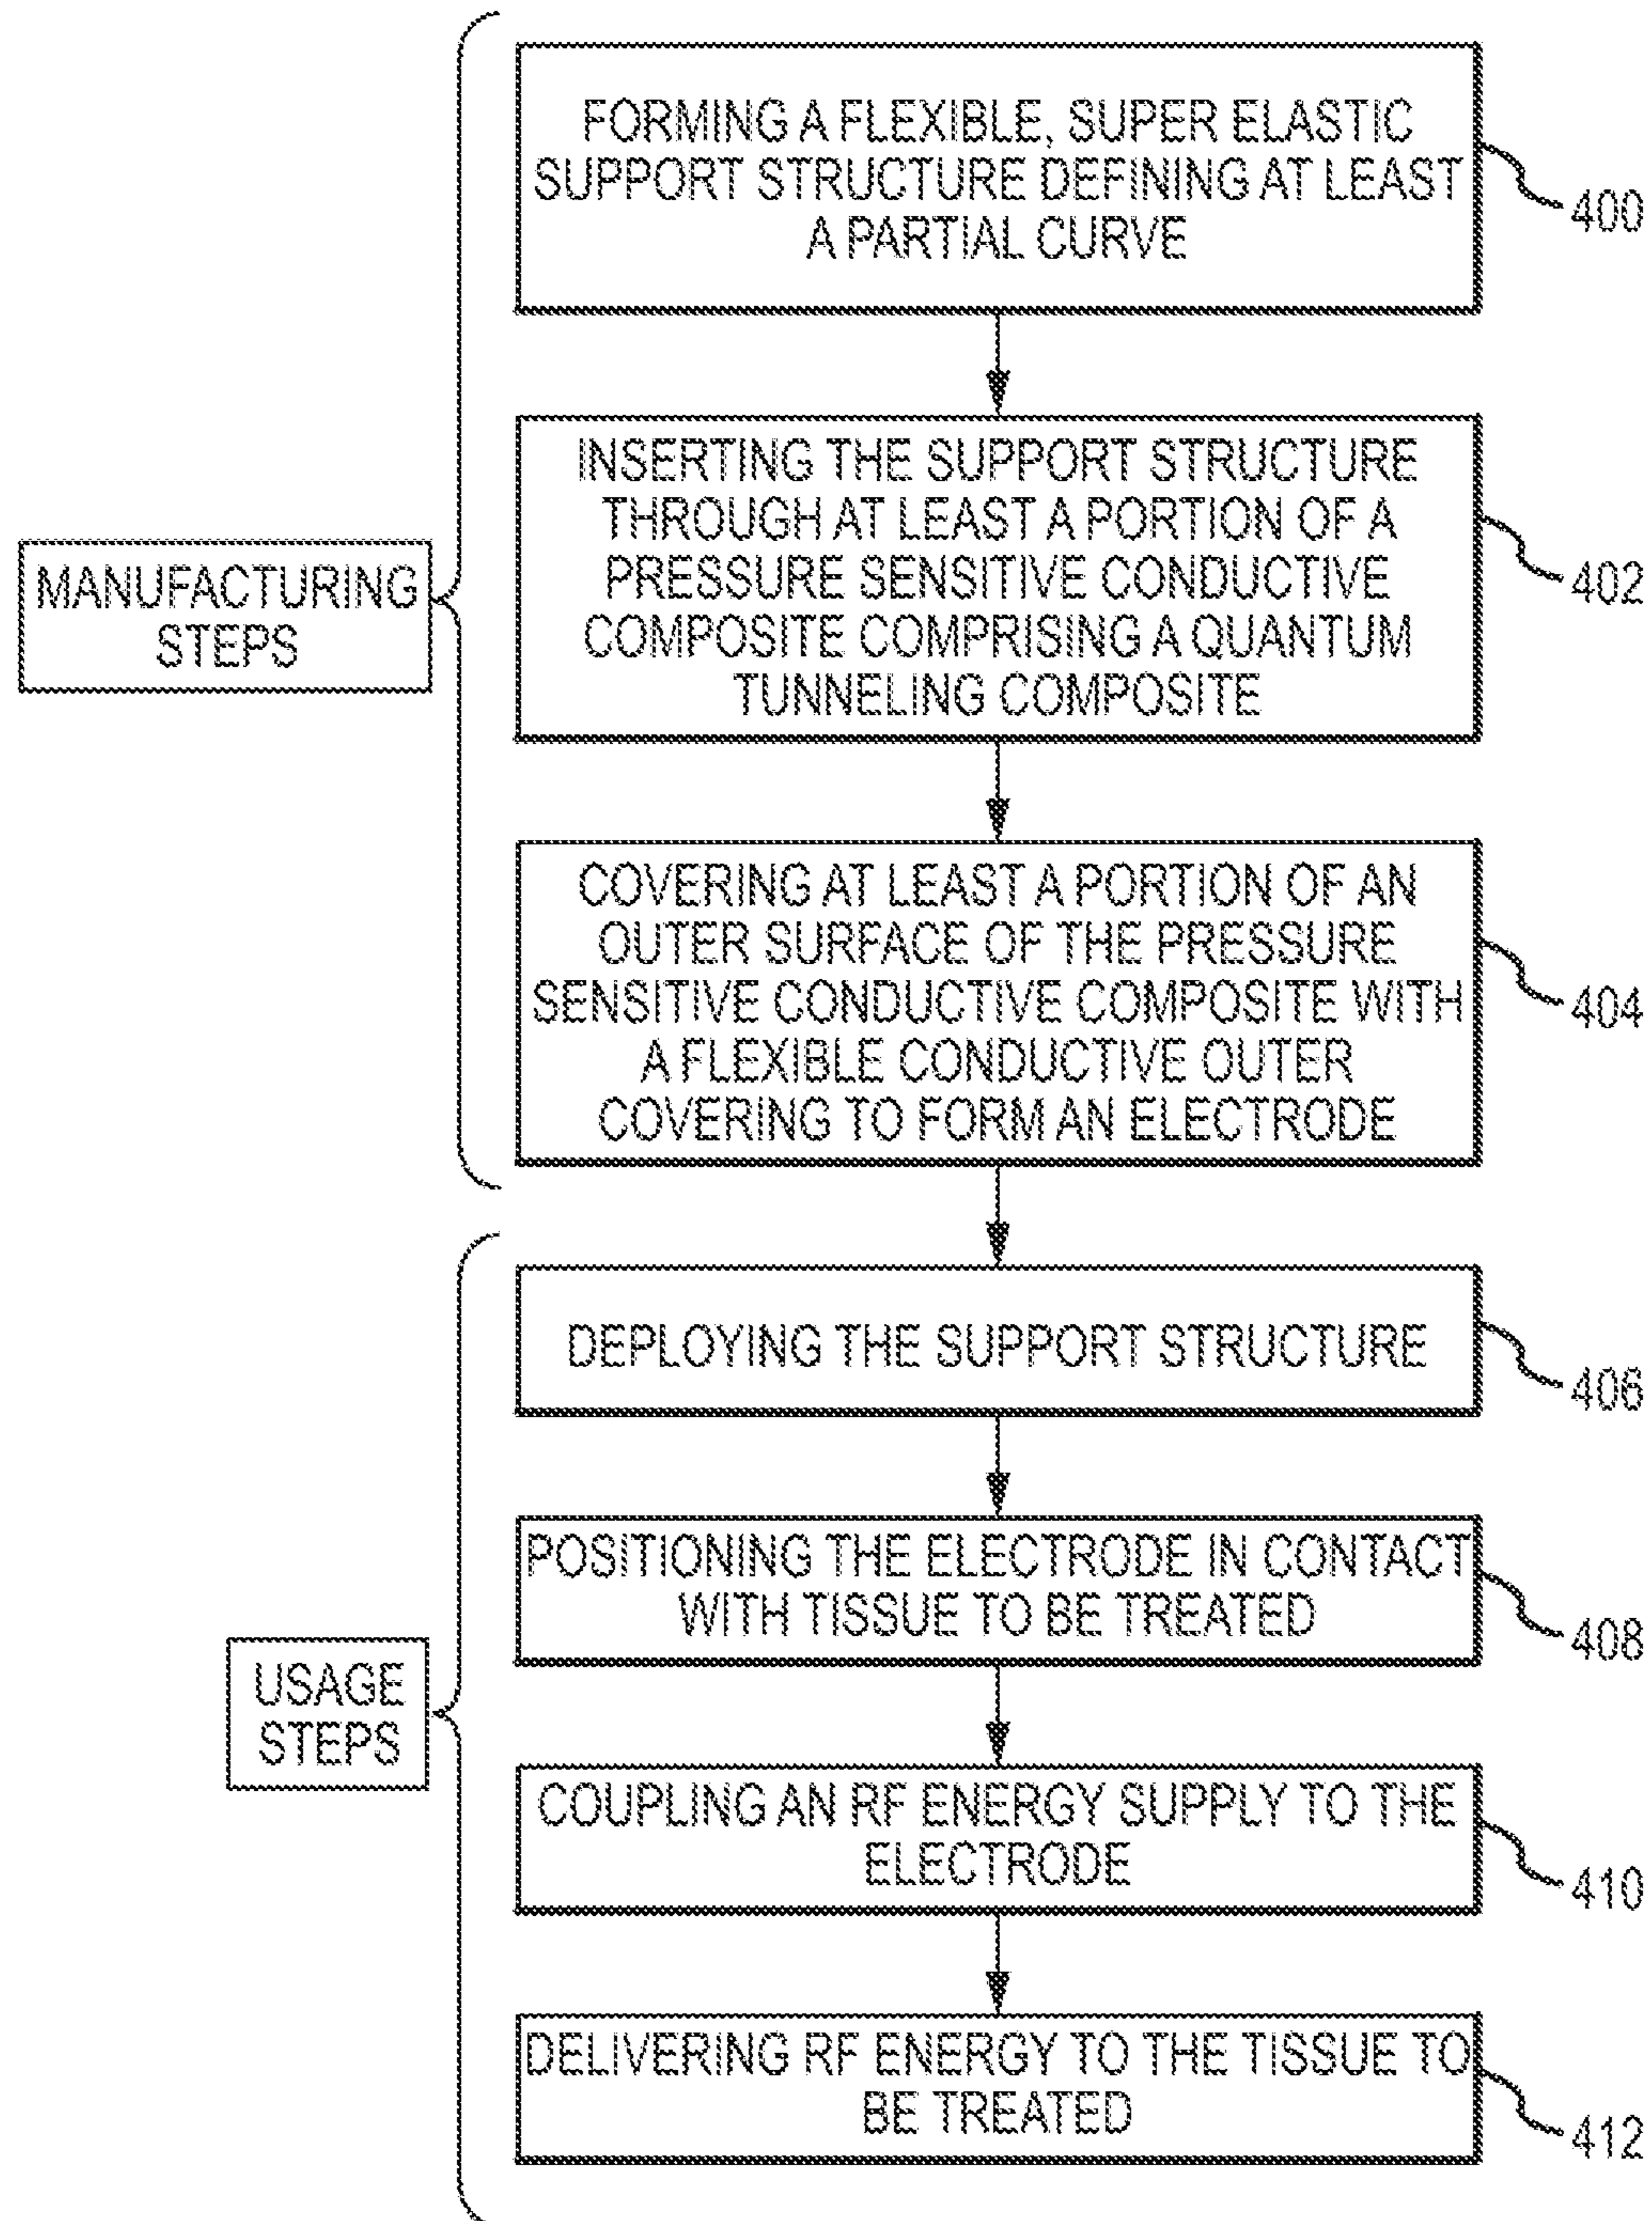 FORMING A FLEXIBLE, SUPER ELASTIC
SUPPORT STRUCTURE DEFINING AT LEAST
A PARTIAL CURVE
400
INSERTING THE SUPPORT STRUCTURE
THROUGH AT LEAST A PORTION OF A
PRESSURE SENSITIVE CONDUCTIVE
COMPOSITE COMPRISING A QUANTUM
TUNNELING COMPOSITE
402
MANUFACTURING
STEPS
COVERING AT LEAST A PORTION OF AN
OUTER SURFACE OF THE PRESSURE
SENSITIVE CONDUCTIVE COMPOSITE WITH
A FLEXIBLE CONDUCTIVE OUTER
COVERING TO FORM AN ELECTRODE
404
DEPLOYING THE SUPPORT STRUCTURE
406
POSITIONING THE ELECTRODE IN CONTACT
WITH TISSUE TO BE TREATED
408
USAGE
STEPS
COUPLING AN RF ENERGY SUPPLY TO THE
ELECTRODE
410
DELIVERING RF ENERGY TO THE TISSUE TO
BE TREATED
412